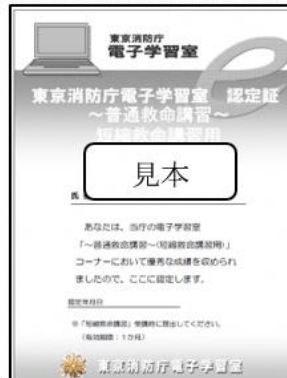 東京消防庁
電子学習室
東京消防庁電子学習室 認定証
~普通救命講習~
短縮救命講習用
見本
氏
あなたは、当庁の電子学習室
「~普通救命講習~(短縮救命講習用)」
コーナーにおいて優秀な成績を収められ
ましたので、ここに認定します。
認定年月日
※「短縮救命講習」受講時に提出してください。
(有効期限:1か月)
東京消防庁電子学習室